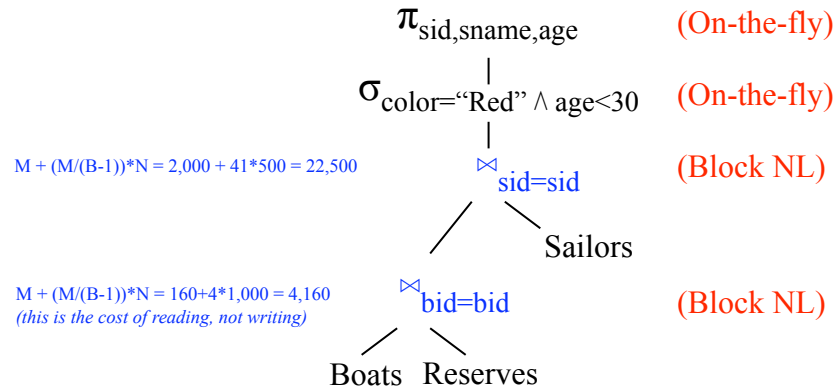 π sid,sname,age (On-the-fly)
σ color=“Red” ∧ age<30 (On-the-fly)
M + (M/(B-1))*N = 2,000 + 41*500 = 22,500 ⋈ sid=sid (Block NL)
Sailors
M + (M/(B-1))*N = 160+4*1,000 = 4,160 ⋈ bid=bid (Block NL)
(this is the cost of reading, not writing)
Boats Reserves